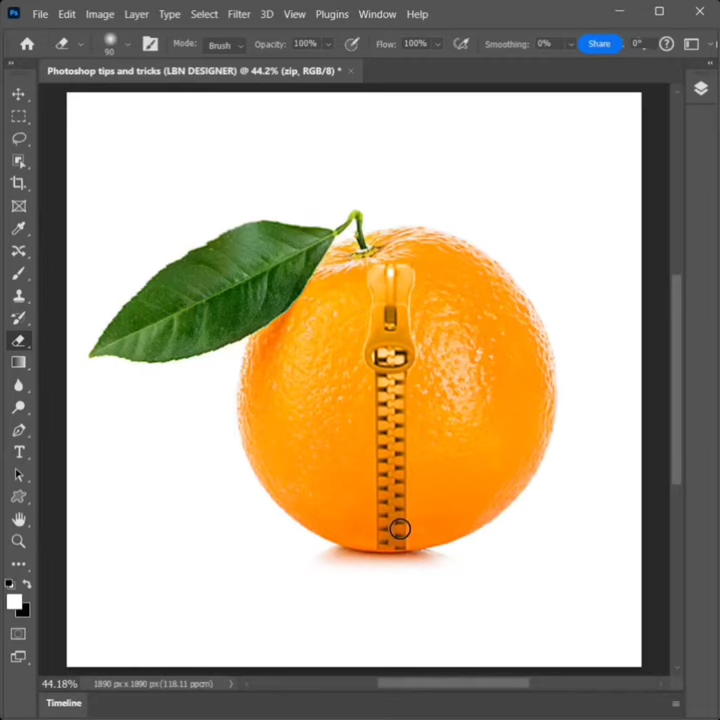 Ps File Edit Image Layer Type Select Filter 3D View Plugins Window Help
90 Mode: Brush Opacity: 100% Flow: 100% Smoothing: 0% Share 0°
Photoshop tips and tricks (LBN DESIGNER) @ 44.2% (zip, RGB/8) *
T
44.18% 1890 px x 1890 px (118.11 ppcm)
Timeline